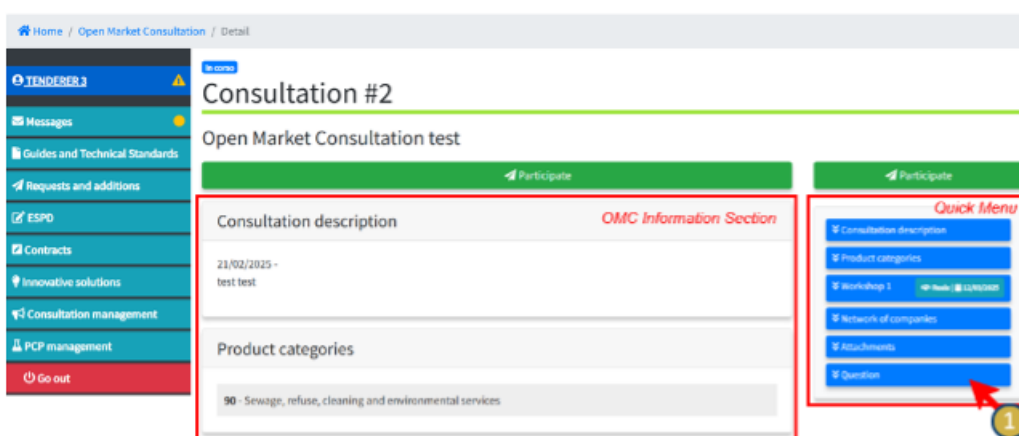 Home / Open Market Consultation / Detail
TENDERER 3
Messages
Guides and Technical Standards
Requests and additions
ESPD
Contracts
Innovative solutions
Consultation management
PCP management
Go out
In corso
Consultation #2
Open Market Consultation test
Participate
Consultation description
OMC Information Section
21/02/2025 -
test test
Product categories
90 - Sewage, refuse, cleaning and environmental services
Participate
Quick Menu
Consultation description
Product categories
Workshop 1
Network of companies
Attachments
Question
1